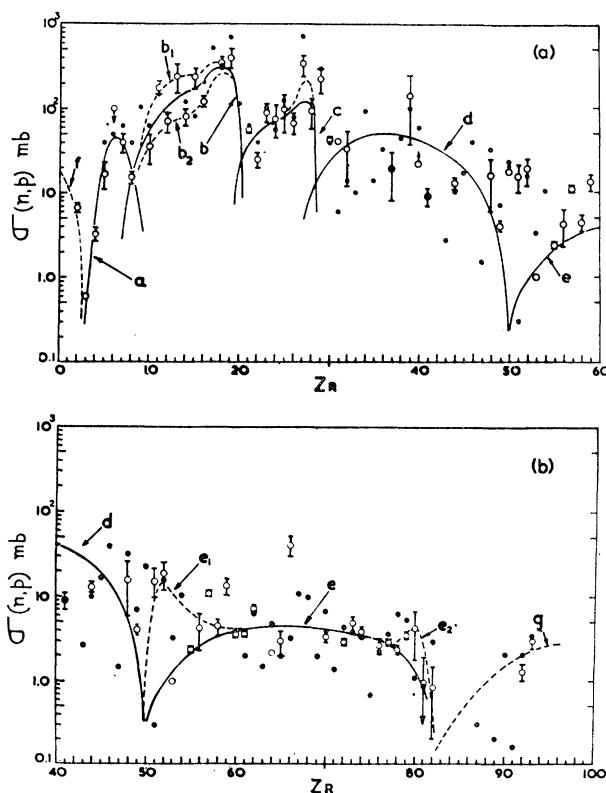 10³
(a)
b₁
10²
c
d
b
b₂
f
10
σ(n,p) mb
a
1.0
e
0.1
0 10 20 30 40 50 60
Z_R
10³
(b)
d
10²
e₁
10
e
e₂
g
σ(n,p) mb
1.0
0.1
40 50 60 70 80 90 100
Z_R